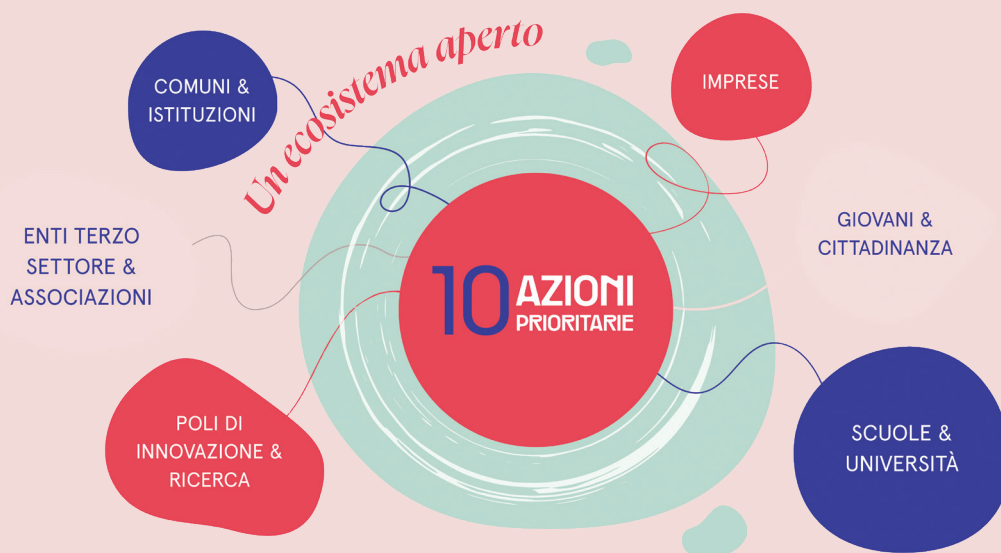 Un ecosistema aperto
COMUNI &
ISTITUZIONI
IMPRESE
ENTI TERZO
SETTORE &
ASSOCIAZIONI
GIOVANI &
CITTADINANZA
10 AZIONI
PRIORITARIE
POLI DI
INNOVAZIONE &
RICERCA
SCUOLE &
UNIVERSITÀ